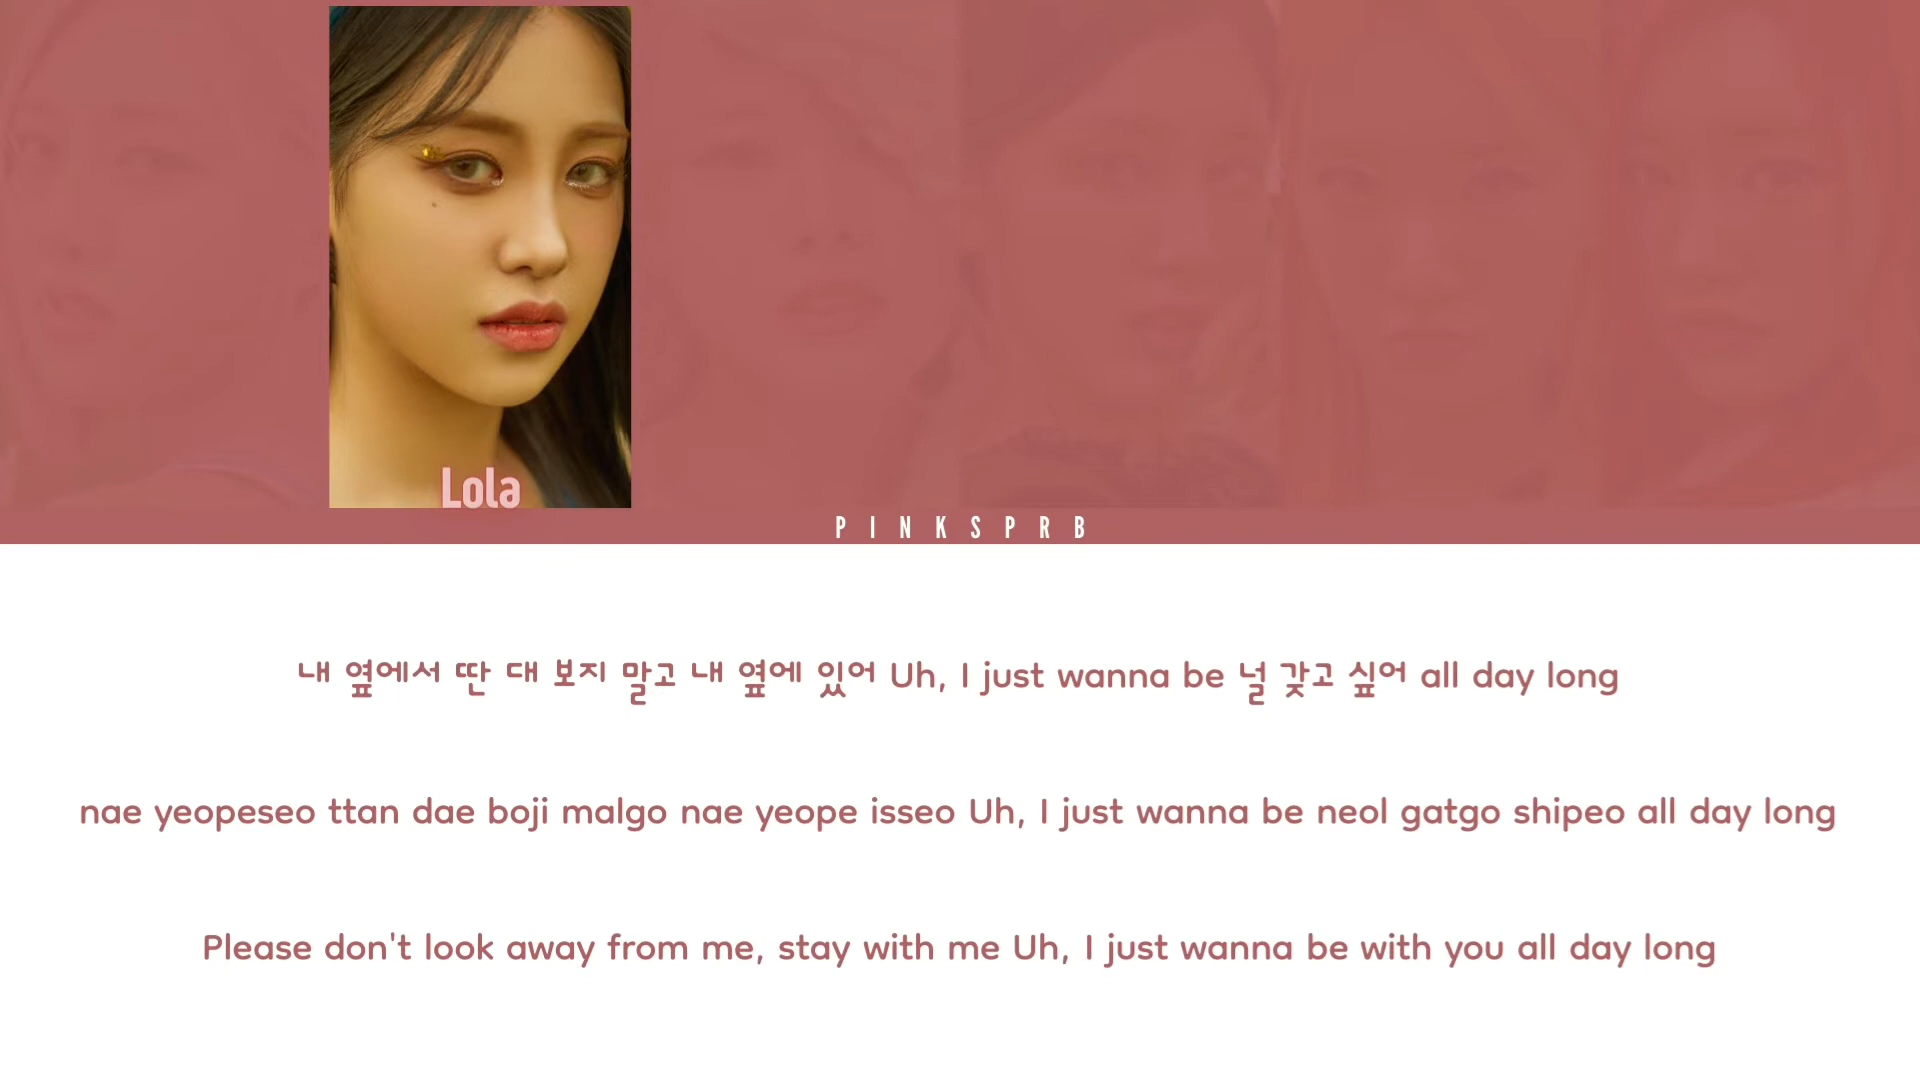 Lola
PINKSPRB
내 옆에서 딴 대 보지 말고 내 옆에 있어 Uh, I just wanna be 널 갖고 싶어 all day long
nae yeopeseo ttan dae boji malgo nae yeope isseo Uh, I just wanna be neol gatgo shipeo all day long
Please don't look away from me, stay with me Uh, I just wanna be with you all day long